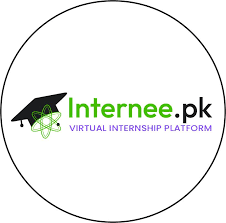 Internee.pk
VIRTUAL INTERNSHIP PLATFORM